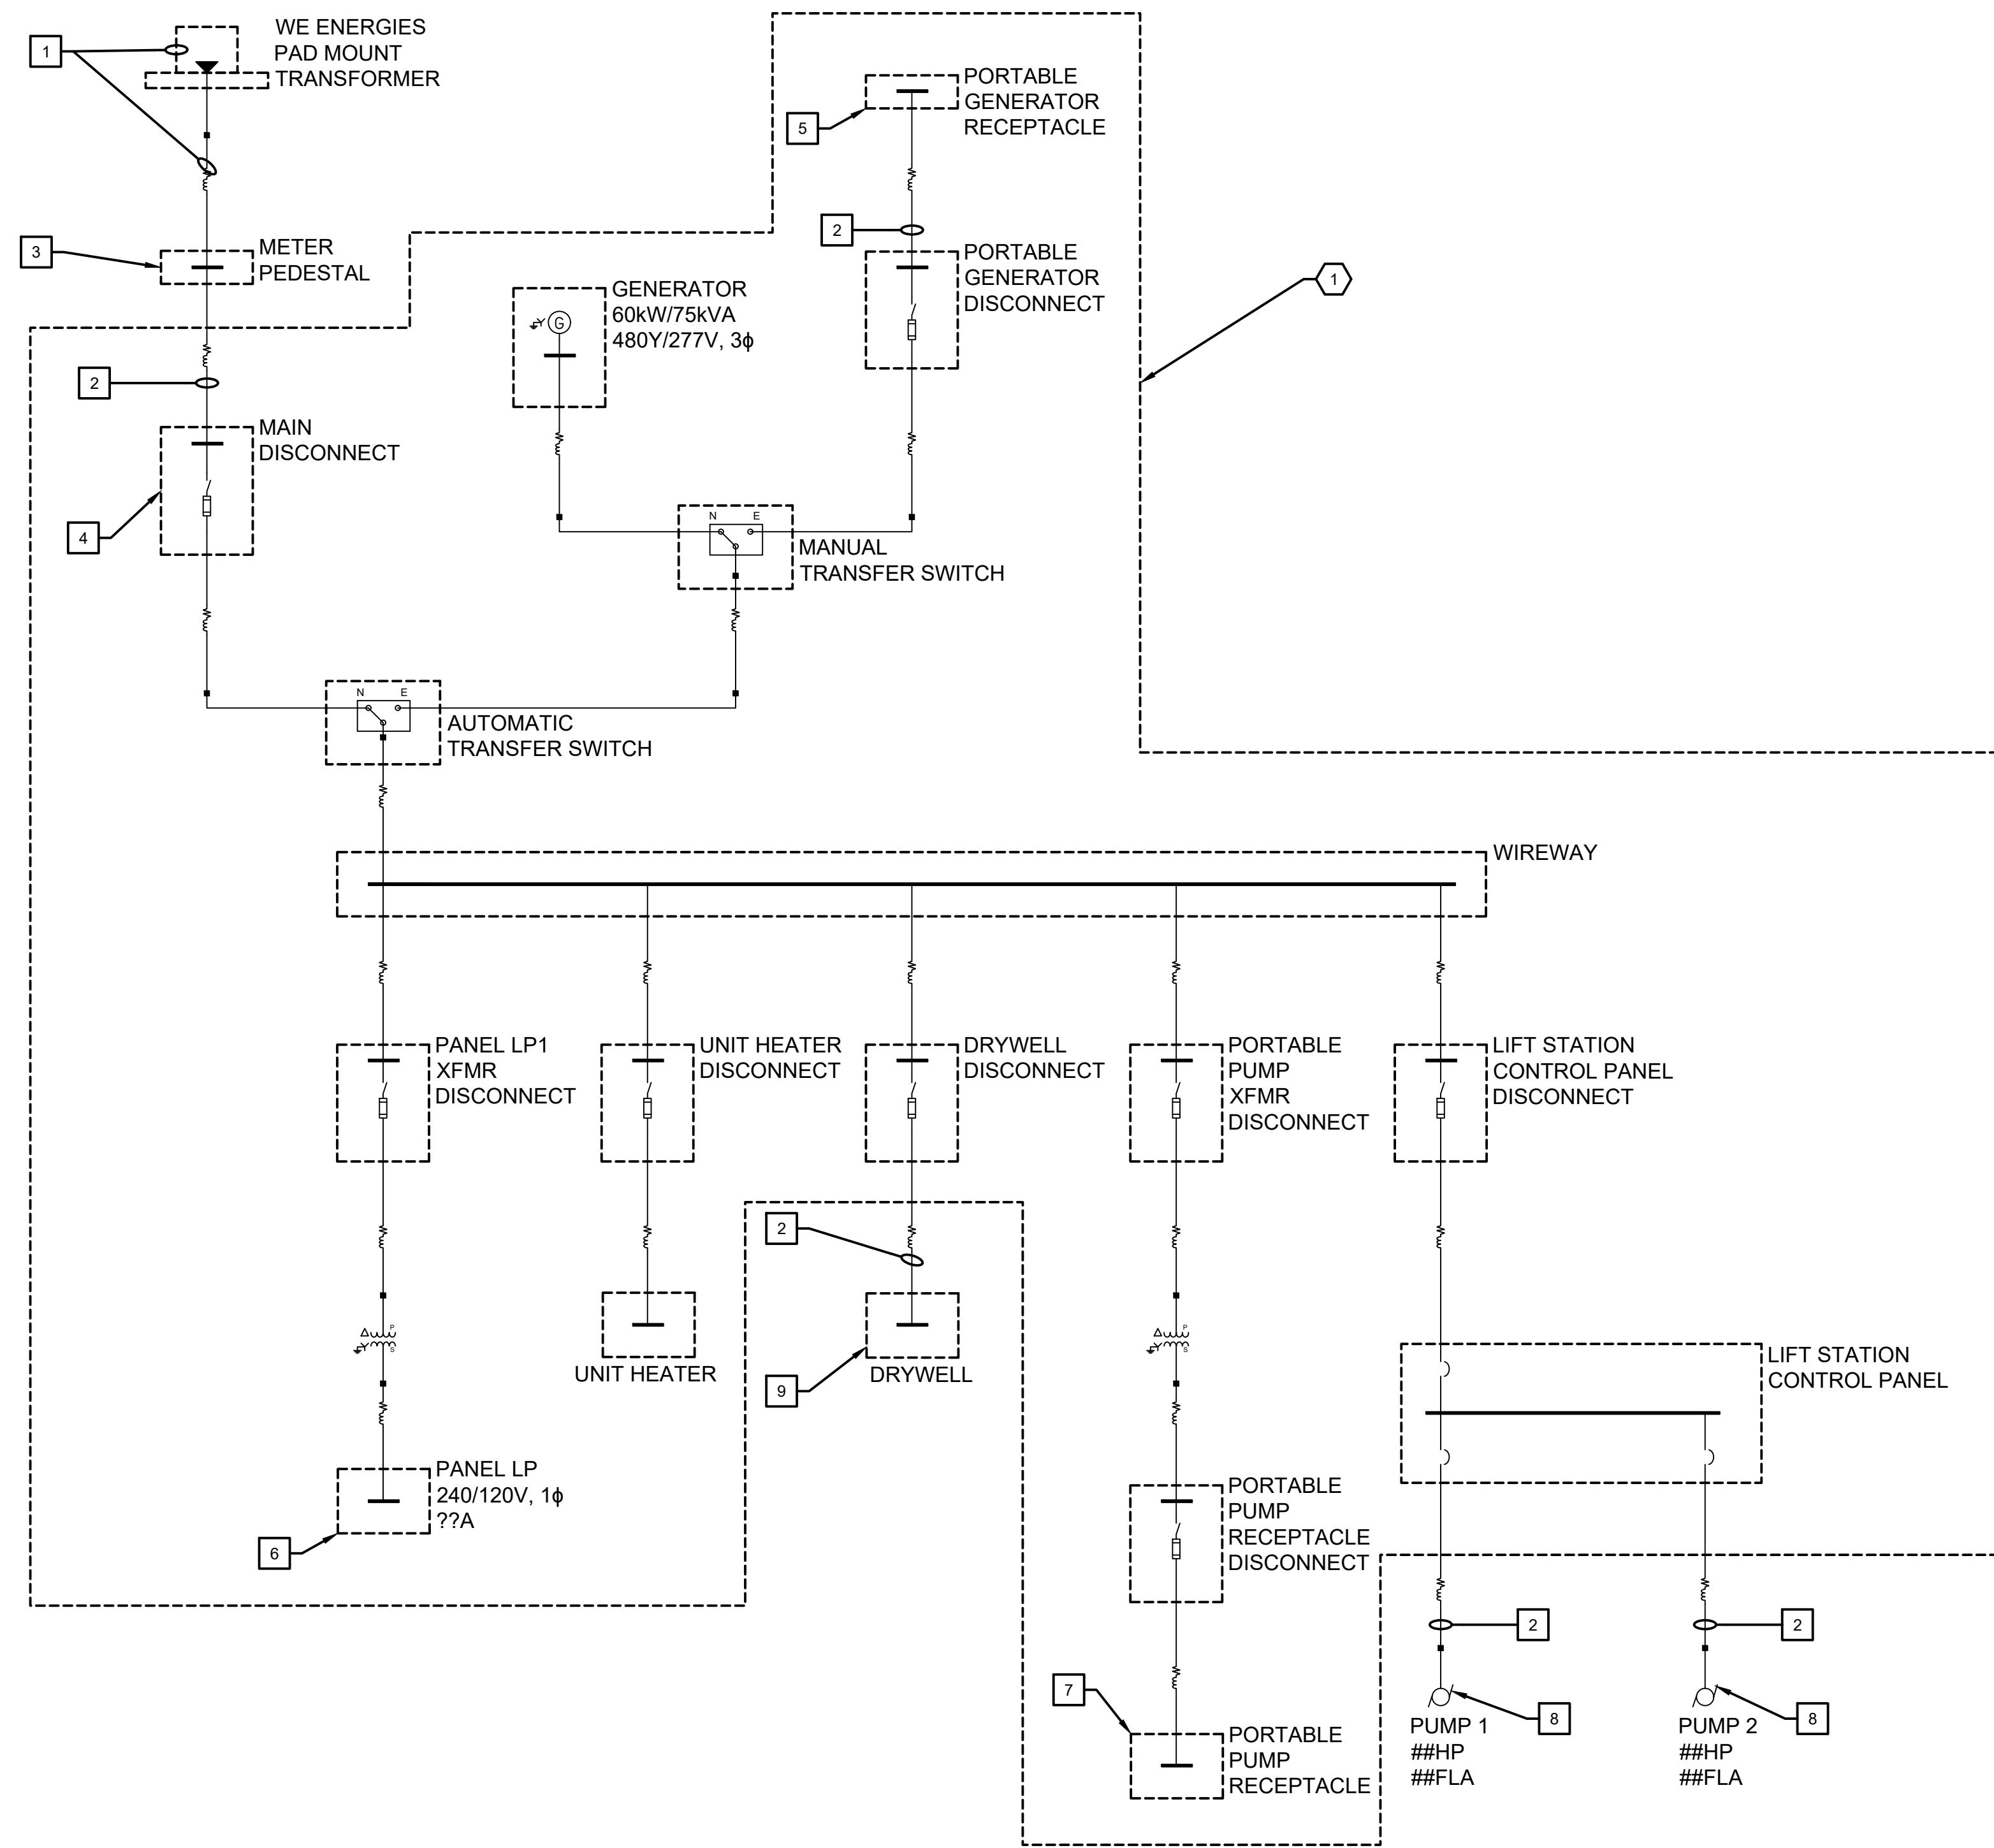 1
WE ENERGIES
PAD MOUNT
TRANSFORMER
PORTABLE
GENERATOR
RECEPTACLE
5
3
METER
PEDESTAL
2
PORTABLE
GENERATOR
DISCONNECT
1
GENERATOR
60kW/75kVA
480Y/277V, 3ϕ
G
2
MAIN
DISCONNECT
4
N E
MANUAL
TRANSFER SWITCH
N E
AUTOMATIC
TRANSFER SWITCH
WIREWAY
PANEL LP1
XFMR
DISCONNECT
UNIT HEATER
DISCONNECT
DRYWELL
DISCONNECT
PORTABLE
PUMP
XFMR
DISCONNECT
LIFT STATION
CONTROL PANEL
DISCONNECT
2
P
S
UNIT HEATER
9
DRYWELL
P
S
LIFT STATION
CONTROL PANEL
PANEL LP
240/120V, 1ϕ
??A
6
PORTABLE
PUMP
RECEPTACLE
DISCONNECT
2
2
7
PORTABLE
PUMP
RECEPTACLE
8
PUMP 1
##HP
##FLA
8
PUMP 2
##HP
##FLA